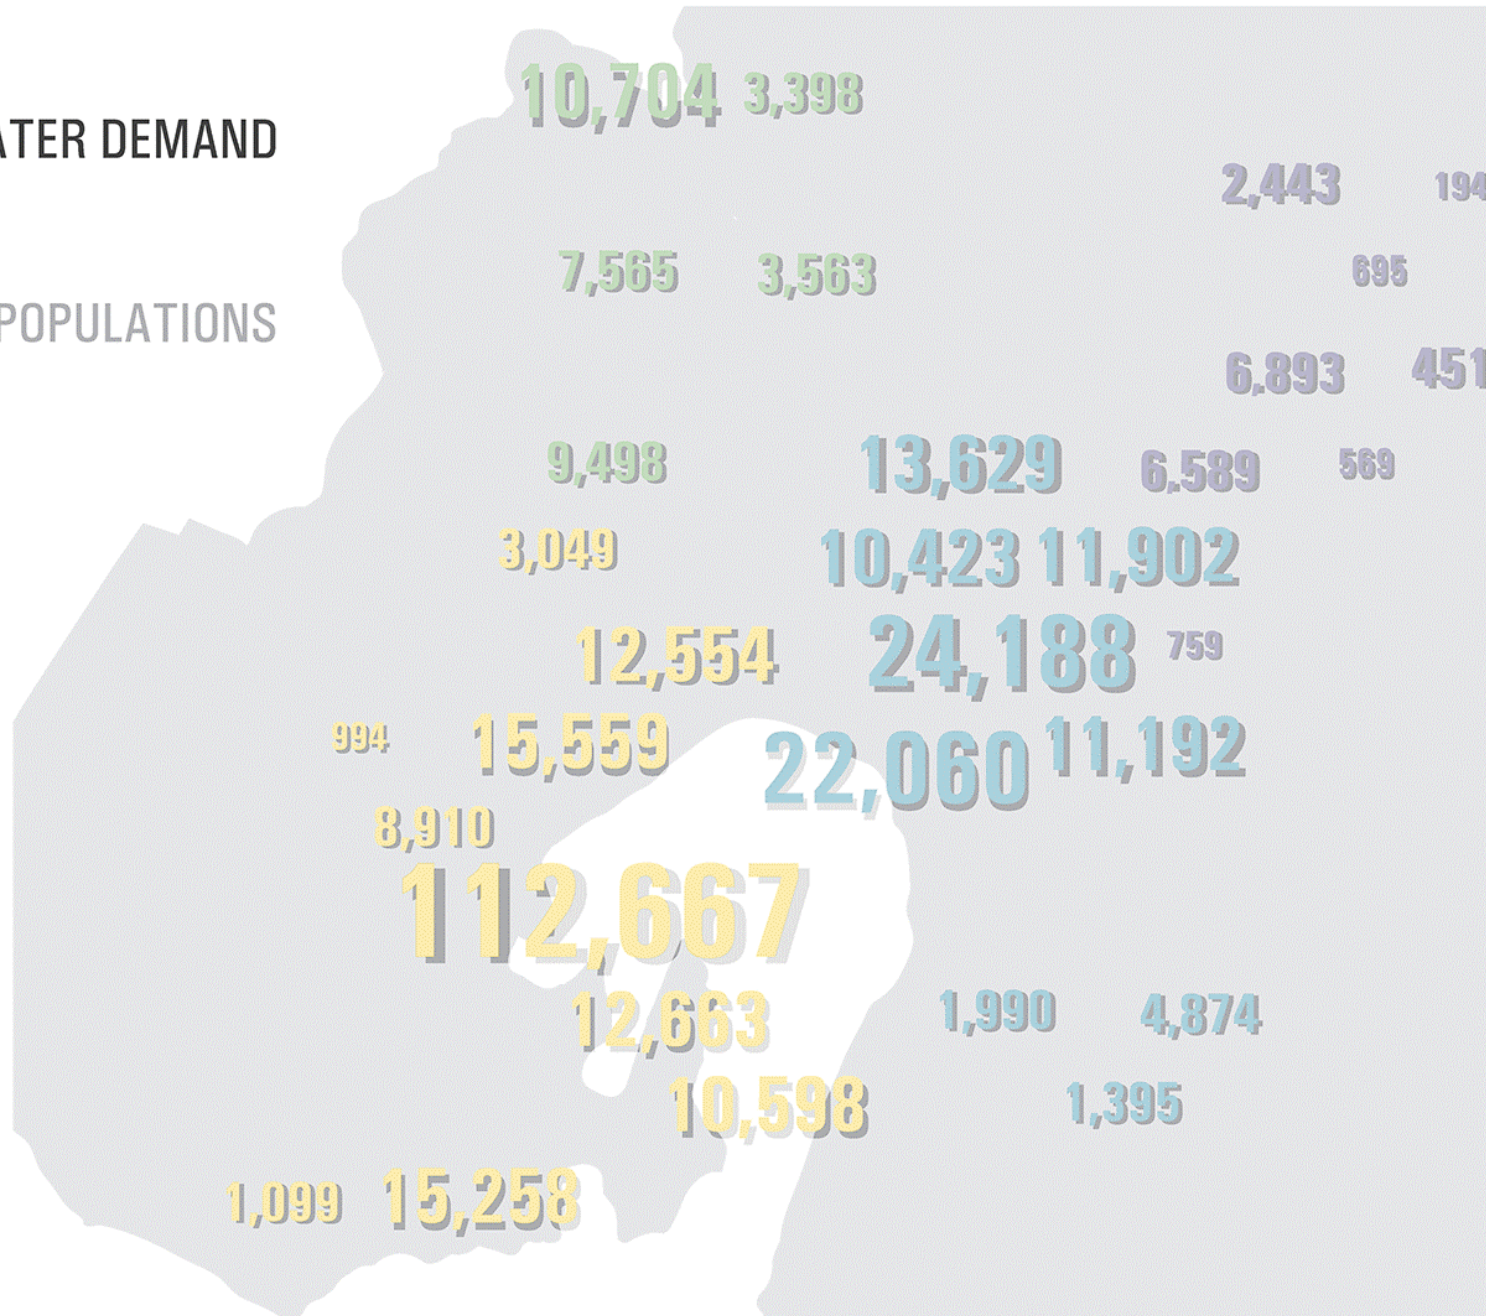 10,704 3,398
ATER DEMAND
2,443 194
7,565 3,563 695
POPULATIONS
6.893 451
9,498 13,629 6.589 569
3,049 10,423 11,902
12,554 24,188 759
994 15,559 22,060 11,192
8,910
112,667
12,663 1,990 4,874
10,598 1,395
1,099 15,258